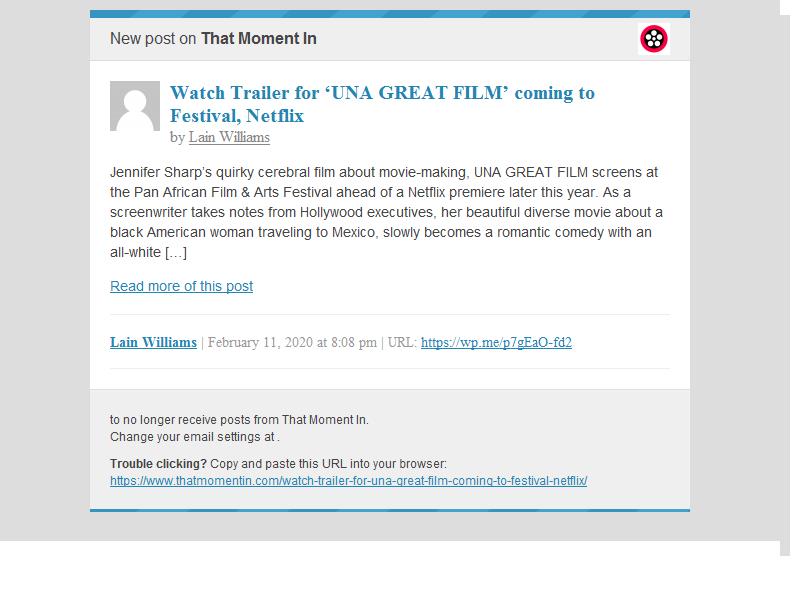 New post on That Moment In
Watch Trailer for ‘UNA GREAT FILM’ coming to
Festival, Netflix
by Lain Williams
Jennifer Sharp’s quirky cerebral film about movie-making, UNA GREAT FILM screens at
the Pan African Film & Arts Festival ahead of a Netflix premiere later this year. As a
screenwriter takes notes from Hollywood executives, her beautiful diverse movie about a
black American woman traveling to Mexico, slowly becomes a romantic comedy with an
all-white […]
Read more of this post
Lain Williams | February 11, 2020 at 8:08 pm | URL: https://wp.me/p7gEaO-fd2
to no longer receive posts from That Moment In.
Change your email settings at .
Trouble clicking? Copy and paste this URL into your browser:
https://www.thatmomentin.com/watch-trailer-for-una-great-film-coming-to-festival-netflix/